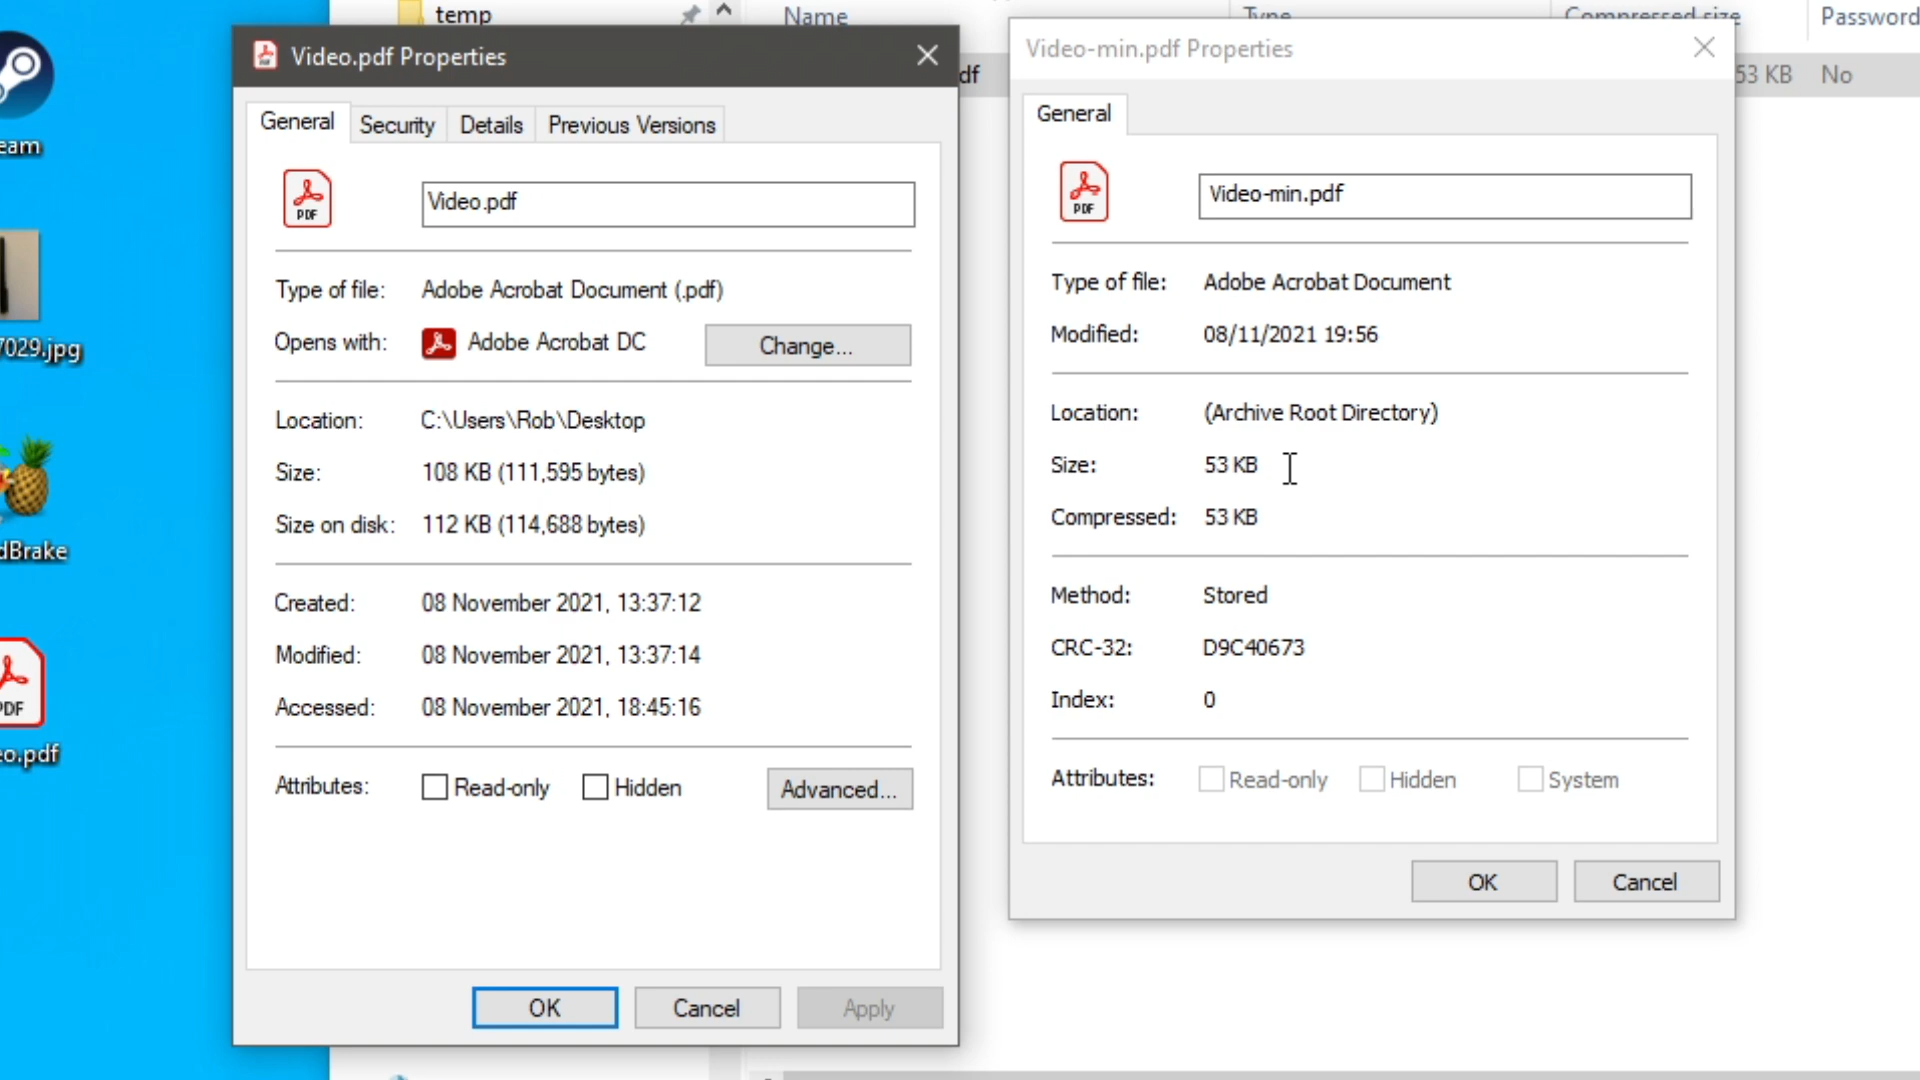 temp
Name
Type
Compressed size
Password
df
53 KB
No
eam
7029.jpg
dBrake
PDF
eo.pdf
Video.pdf Properties
General
Security
Details
Previous Versions
PDF
Video.pdf
Type of file: Adobe Acrobat Document (.pdf)
Opens with: Adobe Acrobat DC
Change...
Location: C:\Users\Rob\Desktop
Size: 108 KB (111,595 bytes)
Size on disk: 112 KB (114,688 bytes)
Created: 08 November 2021, 13:37:12
Modified: 08 November 2021, 13:37:14
Accessed: 08 November 2021, 18:45:16
Attributes: Read-only Hidden
Advanced...
OK
Cancel
Apply
Video-min.pdf Properties
General
PDF
Video-min.pdf
Type of file: Adobe Acrobat Document
Modified: 08/11/2021 19:56
Location: (Archive Root Directory)
Size: 53 KB
Compressed: 53 KB
Method: Stored
CRC-32: D9C40673
Index: 0
Attributes: Read-only Hidden System
OK
Cancel